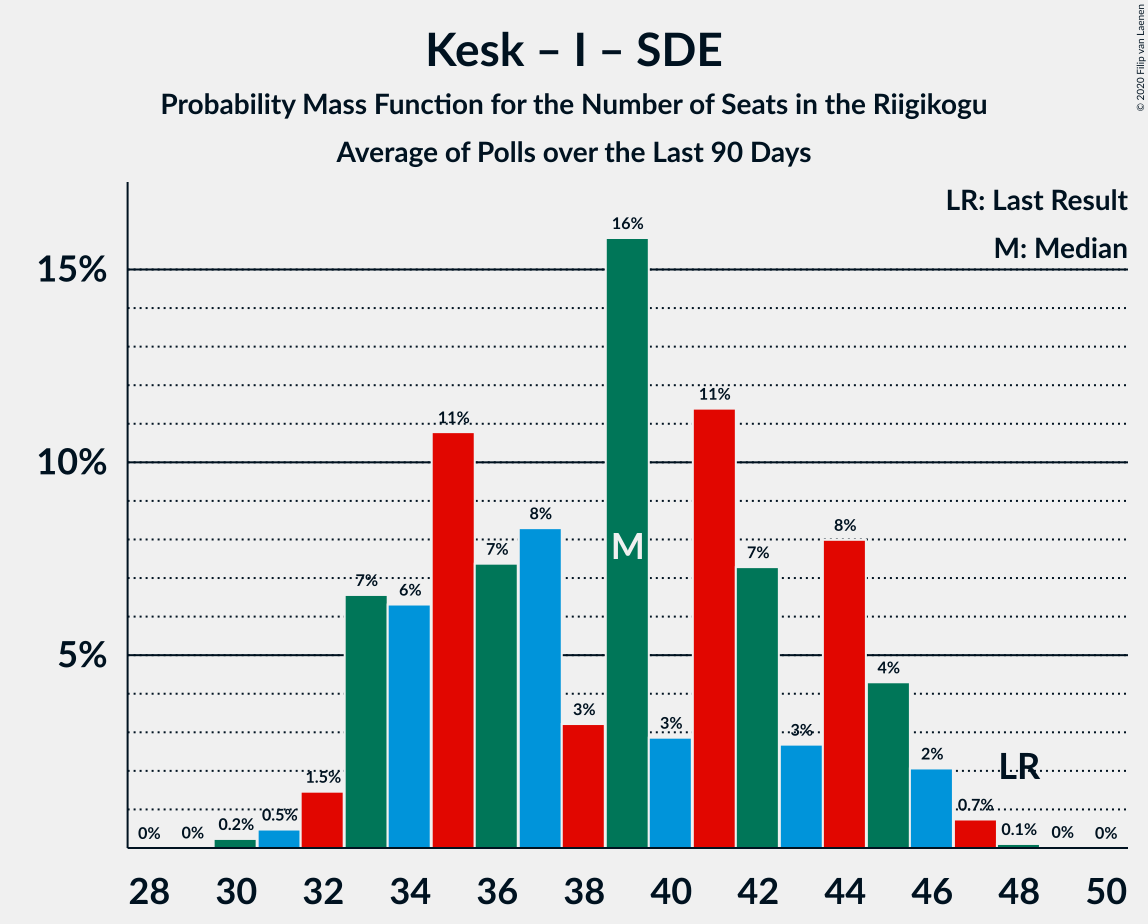 Kesk – I – SDE
Probability Mass Function for the Number of Seats in the Riigikogu
Average of Polls over the Last 90 Days
© 2020 Filip van Laenen
LR: Last Result
M: Median
15%
10%
5%
0%
0%
0.2%
0.5%
1.5%
7%
6%
11%
7%
8%
3%
16%
M
3%
11%
7%
3%
8%
4%
2%
0.7%
LR
0.1%
0%
0%
28 30 32 34 36 38 40 42 44 46 48 50